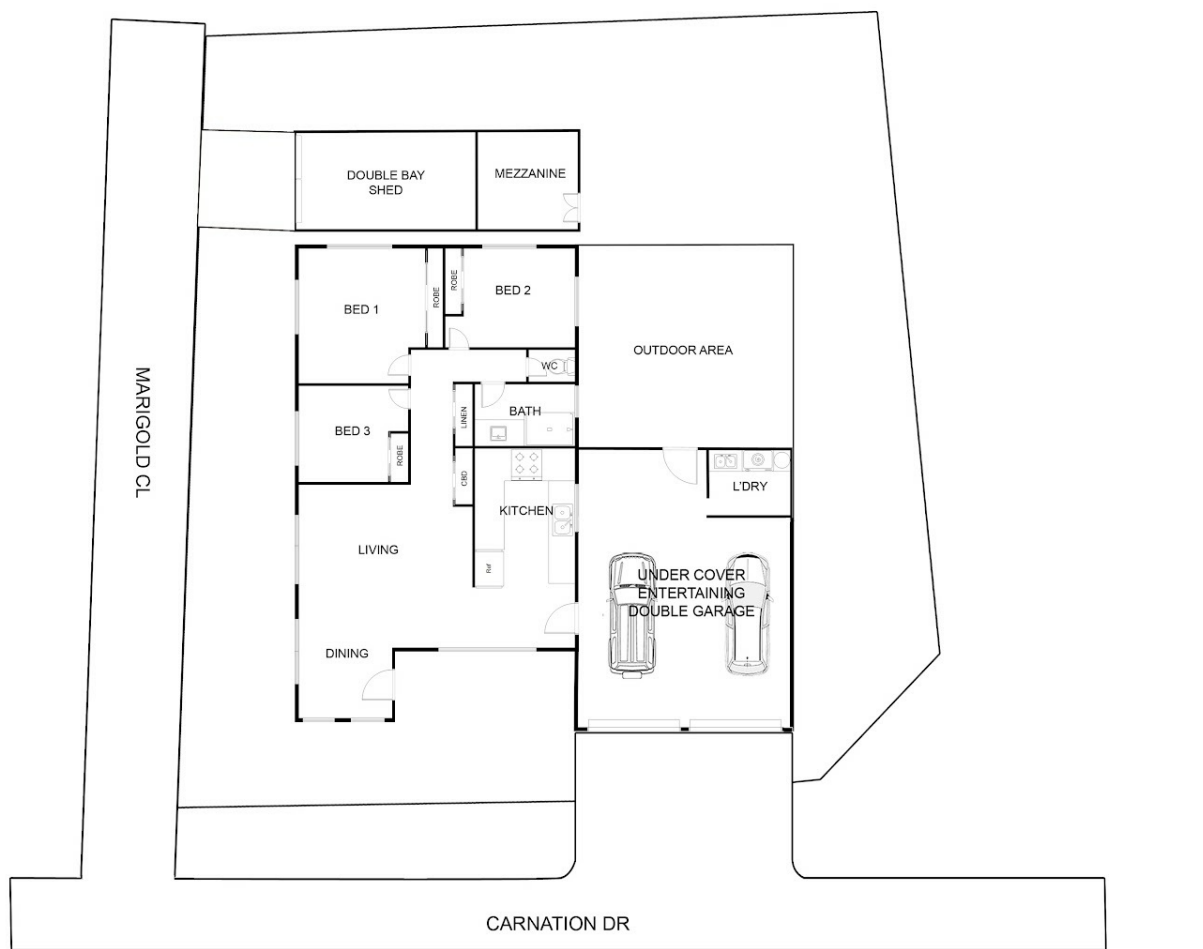 DOUBLE BAY
SHED
MEZZANINE
BED 1
ROBE
ROBE
BED 2
OUTDOOR AREA
WC
MARIGOLD CL
BED 3
ROBE
LINEN
BATH
CBD
KITCHEN
L'DRY
LIVING
Ref
UNDER COVER
ENTERTAINING
DOUBLE GARAGE
DINING
CARNATION DR